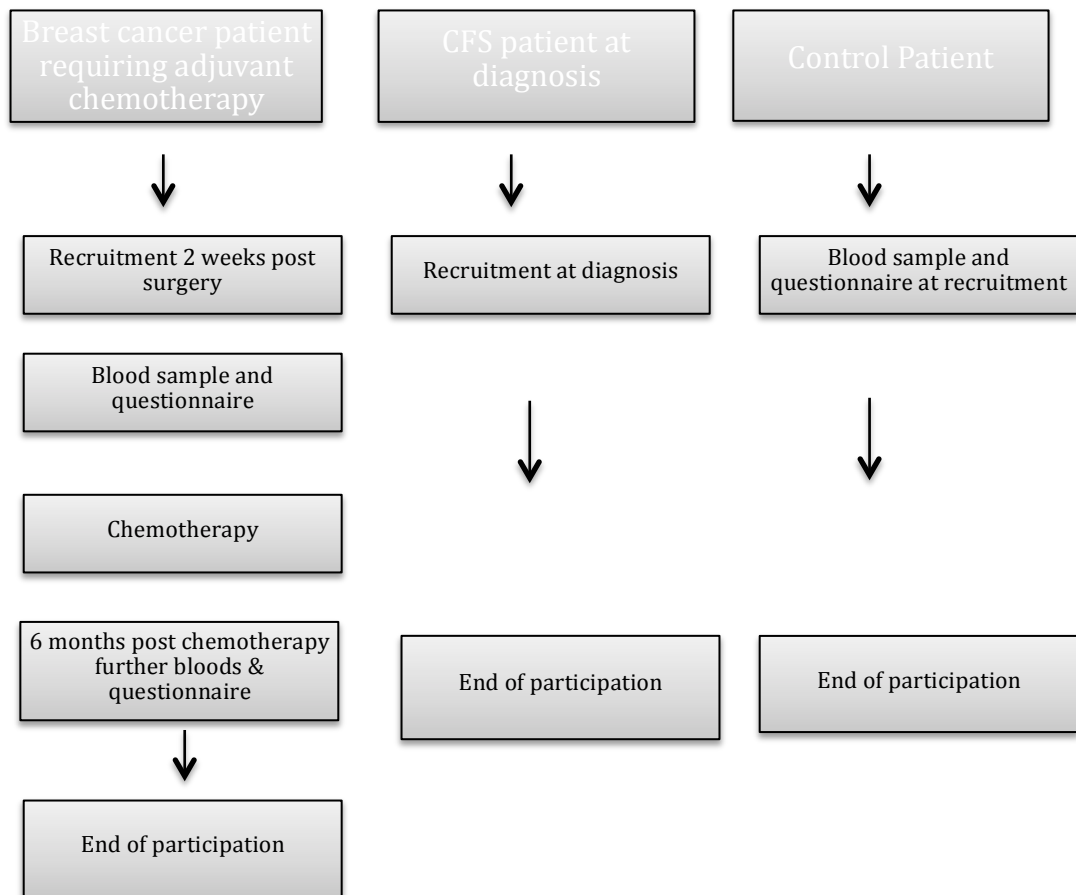 Breast cancer patient
requiring adjuvant
chemotherapy
CFS patient at
diagnosis
Control Patient
Recruitment 2 weeks post
surgery
Recruitment at diagnosis
Blood sample and
questionnaire at recruitment
Blood sample and
questionnaire
Chemotherapy
6 months post chemotherapy
further bloods &
questionnaire
End of participation
End of participation
End of participation